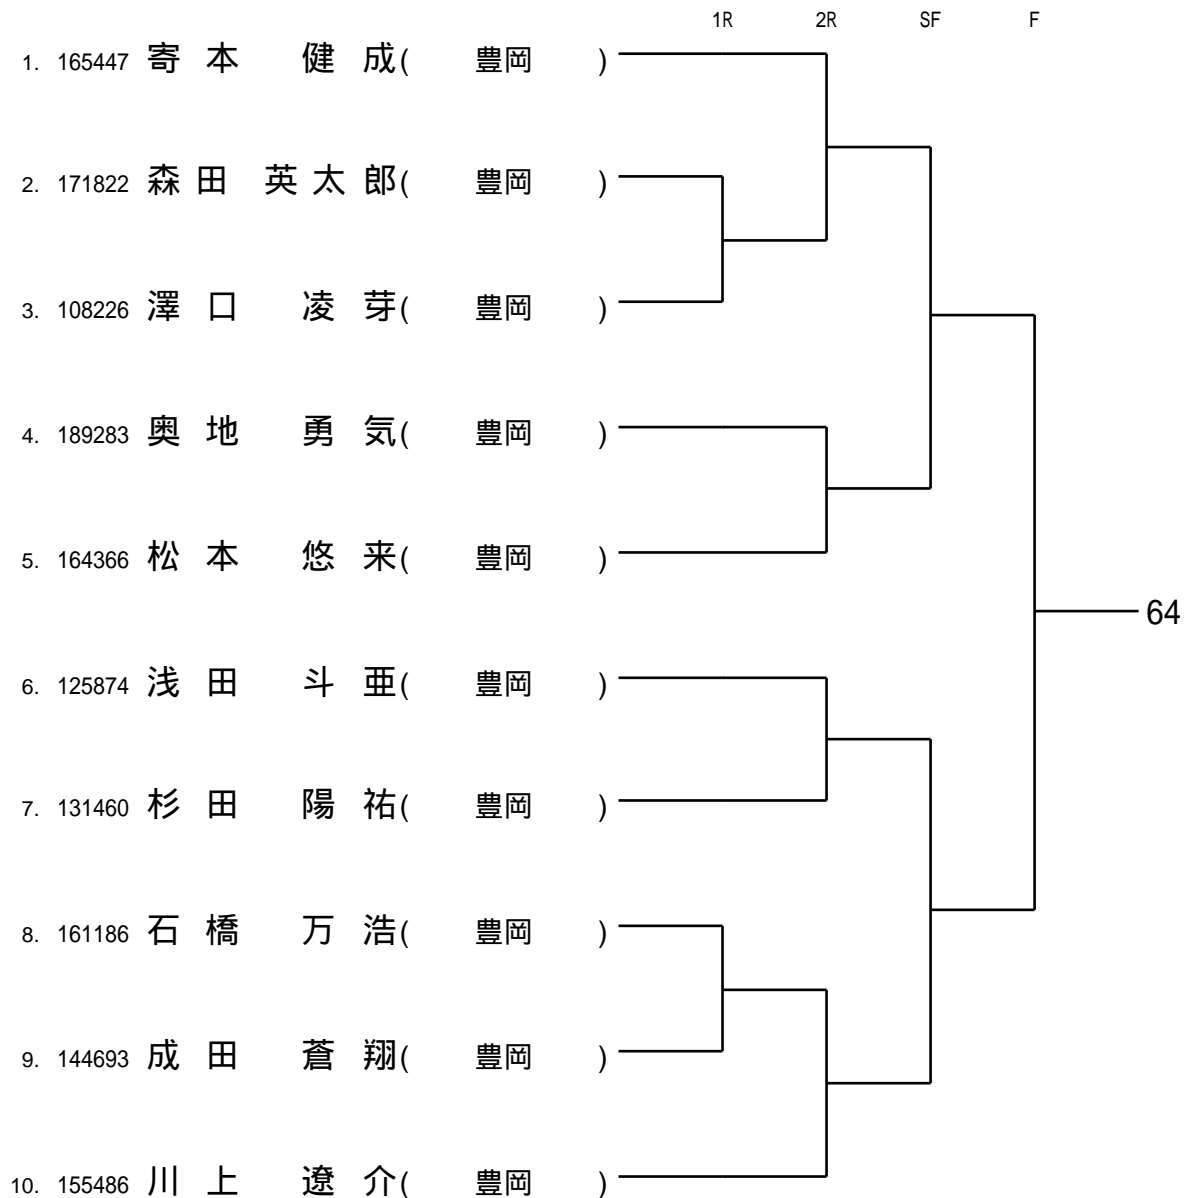 1R 2R SF F
1. 165447 寄本 健成( 豊岡 )
2. 171822 森田 英太郎( 豊岡 )
3. 108226 澤口 凌芽( 豊岡 )
4. 189283 奥地 勇気( 豊岡 )
5. 164366 松本 悠来( 豊岡 )
64
6. 125874 浅田 斗亜( 豊岡 )
7. 131460 杉田 陽祐( 豊岡 )
8. 161186 石橋 万浩( 豊岡 )
9. 144693 成田 蒼翔( 豊岡 )
10. 155486 川上 遼介( 豊岡 )